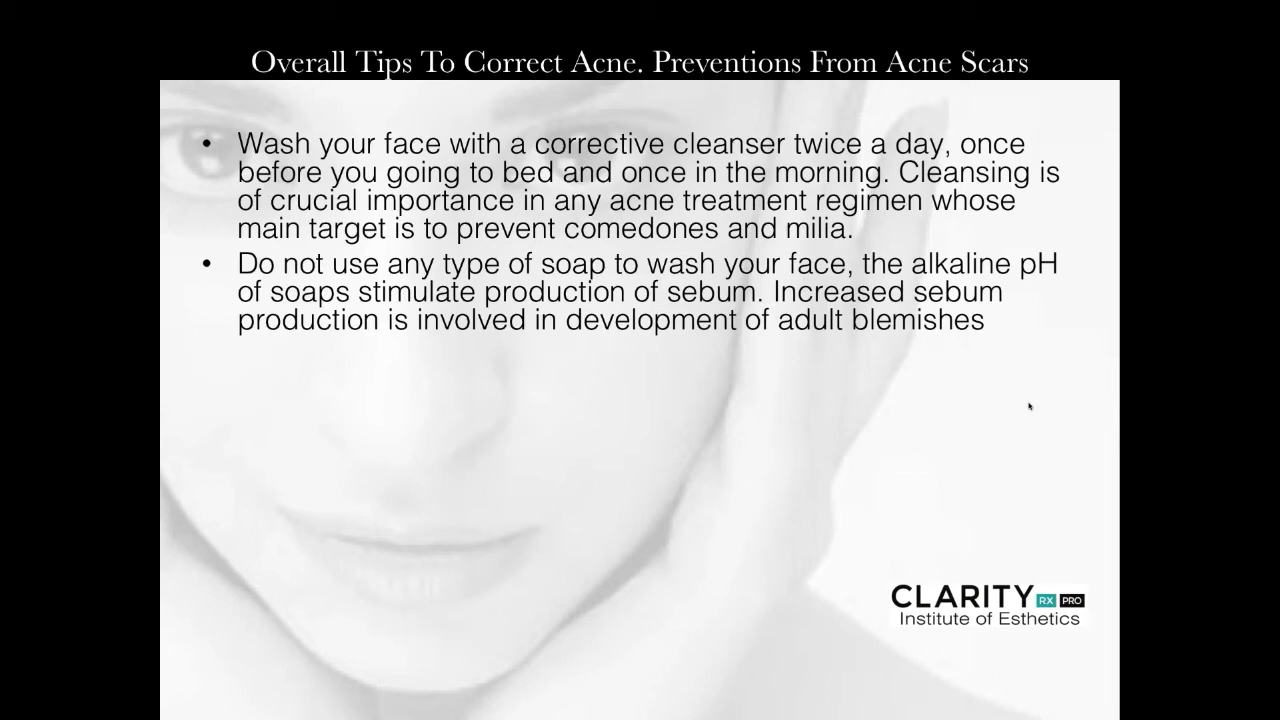 Overall Tips To Correct Acne. Preventions From Acne Scars
• Wash your face with a corrective cleanser twice a day, once
before you going to bed and once in the morning. Cleansing is
of crucial importance in any acne treatment regimen whose
main target is to prevent comedones and milia.
• Do not use any type of soap to wash your face, the alkaline pH
of soaps stimulate production of sebum. Increased sebum
production is involved in development of adult blemishes
CLARITY RX PRO
Institute of Esthetics